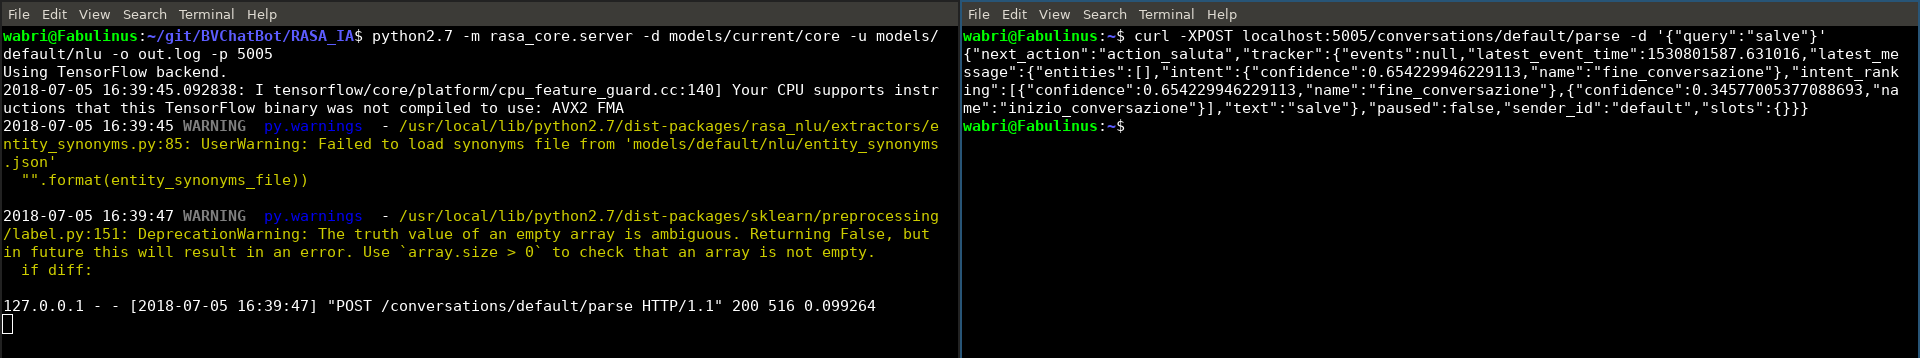 File Edit View Search Terminal Help
wabri@Fabulinus:~/git/BVChatBot/RASA_IA$ python2.7 -m rasa_core.server -d models/current/core -u models/
default/nlu -o out.log -p 5005
Using TensorFlow backend.
2018-07-05 16:39:45.092838: I tensorflow/core/platform/cpu_feature_guard.cc:140] Your CPU supports instr
uctions that this TensorFlow binary was not compiled to use: AVX2 FMA
2018-07-05 16:39:45 WARNING  py.warnings  - /usr/local/lib/python2.7/dist-packages/rasa_nlu/extractors/e
ntity_synonyms.py:85: UserWarning: Failed to load synonyms file from 'models/default/nlu/entity_synonyms
.json'
  "".format(entity_synonyms_file))
2018-07-05 16:39:47 WARNING  py.warnings  - /usr/local/lib/python2.7/dist-packages/sklearn/preprocessing
/label.py:151: DeprecationWarning: The truth value of an empty array is ambiguous. Returning False, but
in future this will result in an error. Use `array.size > 0` to check that an array is not empty.
  if diff:
127.0.0.1 - - [2018-07-05 16:39:47] "POST /conversations/default/parse HTTP/1.1" 200 516 0.099264
File Edit View Search Terminal Help
wabri@Fabulinus:~$ curl -XPOST localhost:5005/conversations/default/parse -d '{"query":"salve"}'
{"next_action":"action_saluta","tracker":{"events":null,"latest_event_time":1530801587.631016,"latest_me
ssage":{"entities":[],"intent":{"confidence":0.654229946229113,"name":"fine_conversazione"},"intent_rank
ing":[{"confidence":0.654229946229113,"name":"fine_conversazione"},{"confidence":0.34577005377088693,"na
me":"inizio_conversazione"}],"text":"salve"},"paused":false,"sender_id":"default","slots":{}}}
wabri@Fabulinus:~$